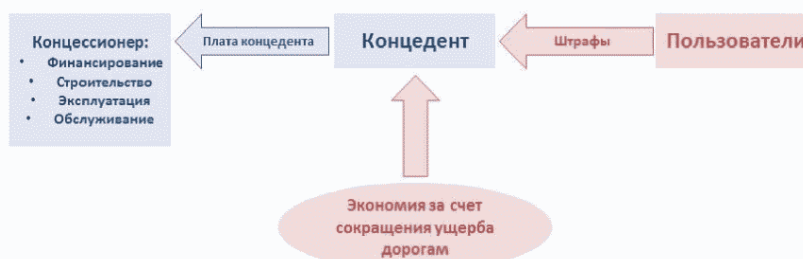 Концессионер:
• Финансирование
• Строительство
• Эксплуатация
• Обслуживание
Плата концедента
Концедент
Штрафы
Пользователи
Экономия за счет
сокращения ущерба
дорогам